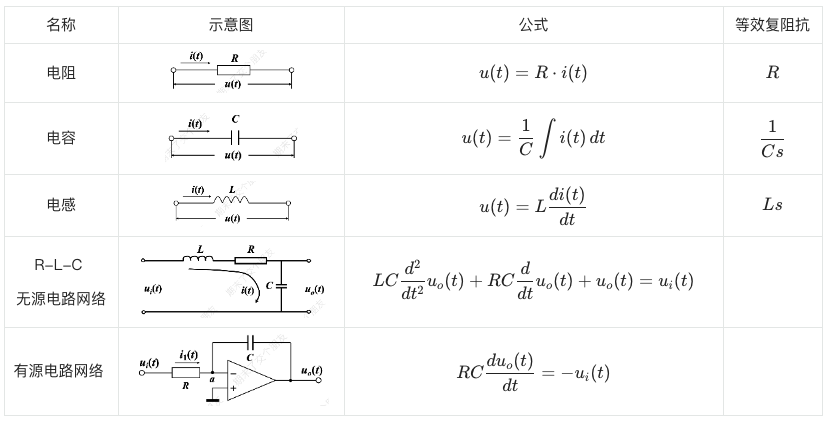 名称 示意图 公式 等效复阻抗
电阻 i(t) R u(t) u(t) = R · i(t) R
电容 i(t) C u(t) u(t) = \frac{1}{C} ∫ i(t) dt \frac{1}{Cs}
电感 i(t) L u(t) u(t) = L\frac{di(t)}{dt} Ls
R-L-C
无源电路网络 L R u_i(t) i(t) C u_o(t) LC\frac{d^2}{dt^2}u_o(t) + RC\frac{d}{dt}u_o(t) + u_o(t) = u_i(t)
有源电路网络 u_i(t) i_1(t) R a C − + u_o(t) RC\frac{du_o(t)}{dt} = −u_i(t)